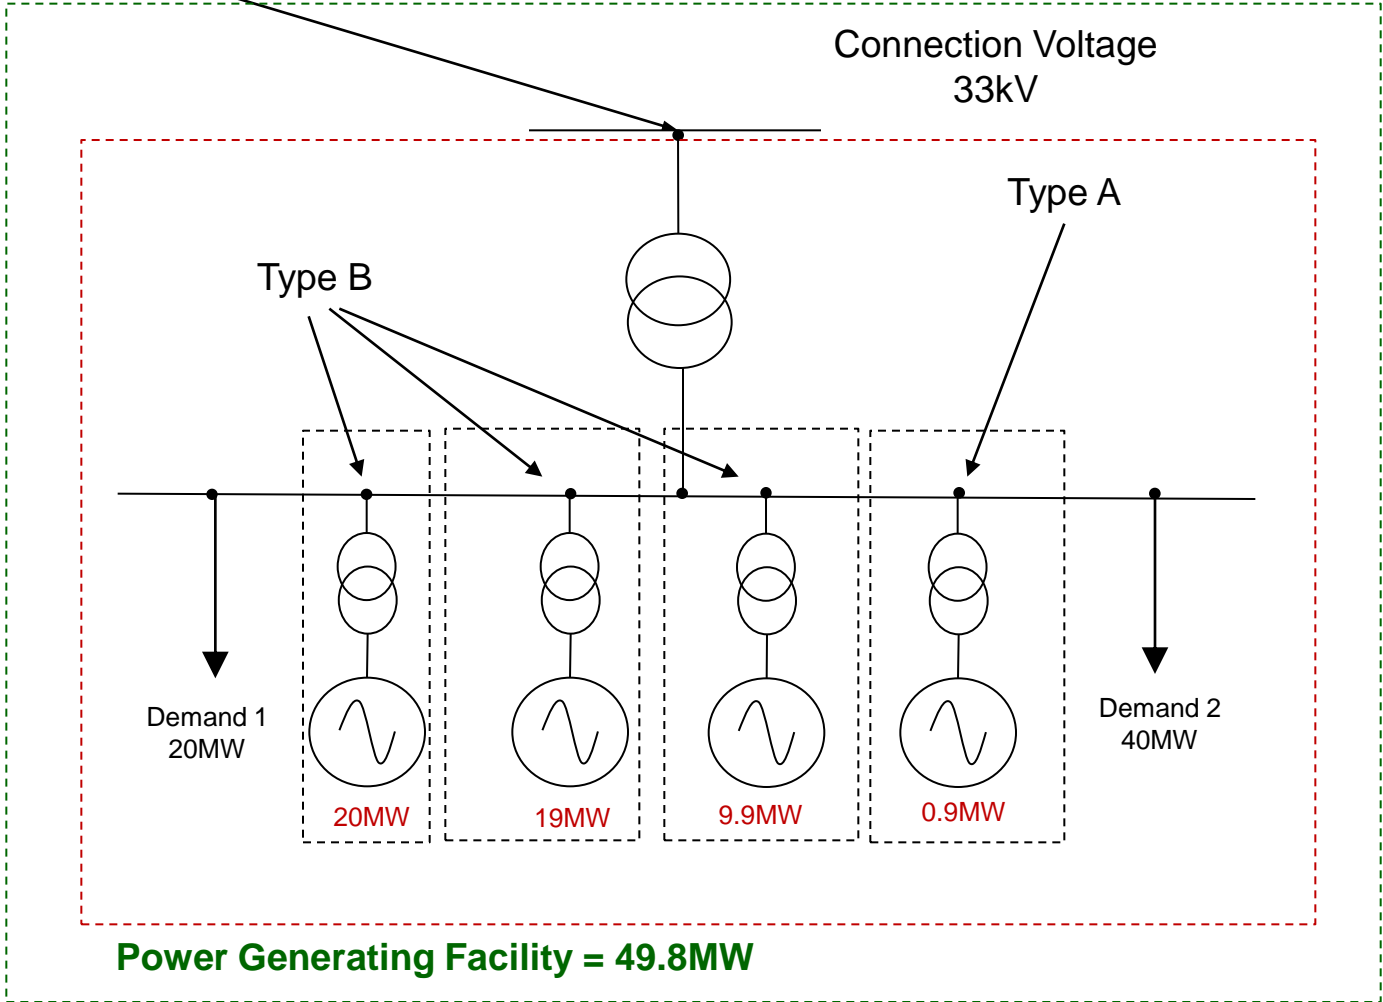 Connection Voltage
33kV
Type A
Type B
Demand 1
20MW
20MW
19MW
9.9MW
0.9MW
Demand 2
40MW
Power Generating Facility = 49.8MW